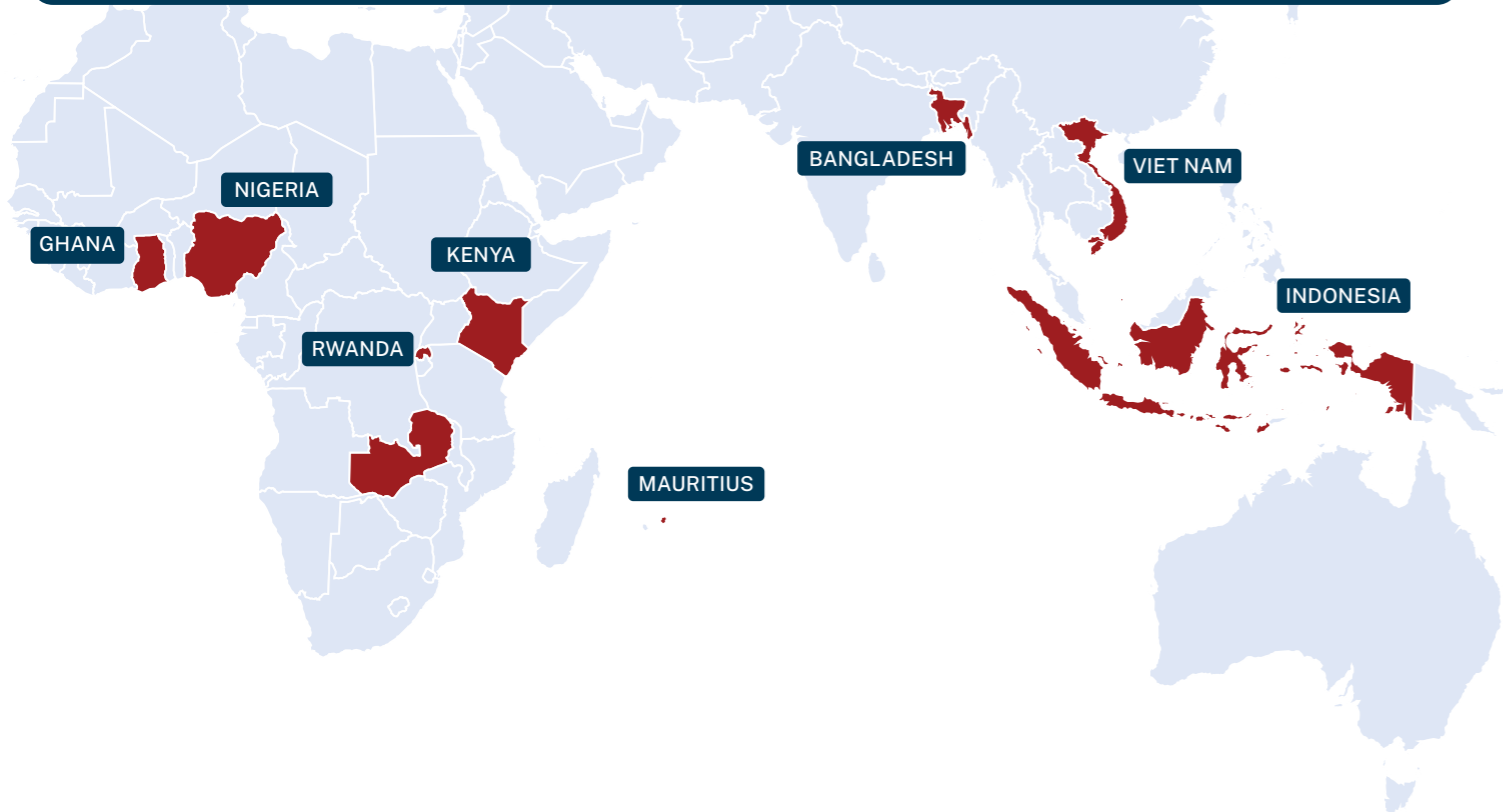 NIGERIA
GHANA
KENYA
RWANDA
MAURITIUS
BANGLADESH
VIET NAM
INDONESIA